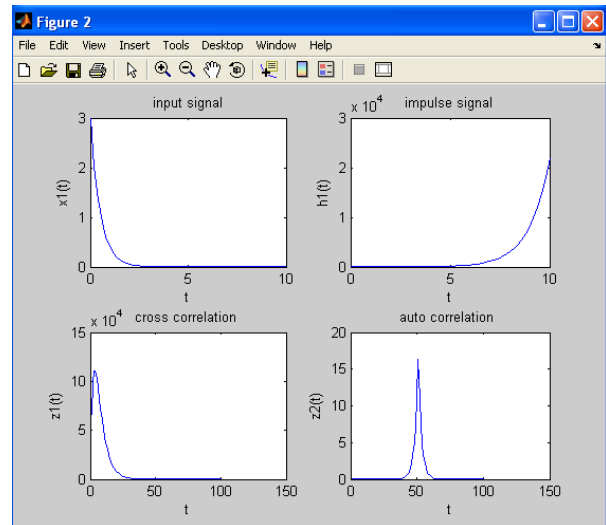 Figure 2
File Edit View Insert Tools Desktop Window Help
input signal
x1(t)
3
2
1
0
0 5 10
t
x 10^4 impulse signal
h1(t)
3
2
1
0
0 5 10
t
x 10^4 cross correlation
z1(t)
15
10
5
0
0 50 100 150
t
auto correlation
z2(t)
20
15
10
5
0
0 50 100 150
t